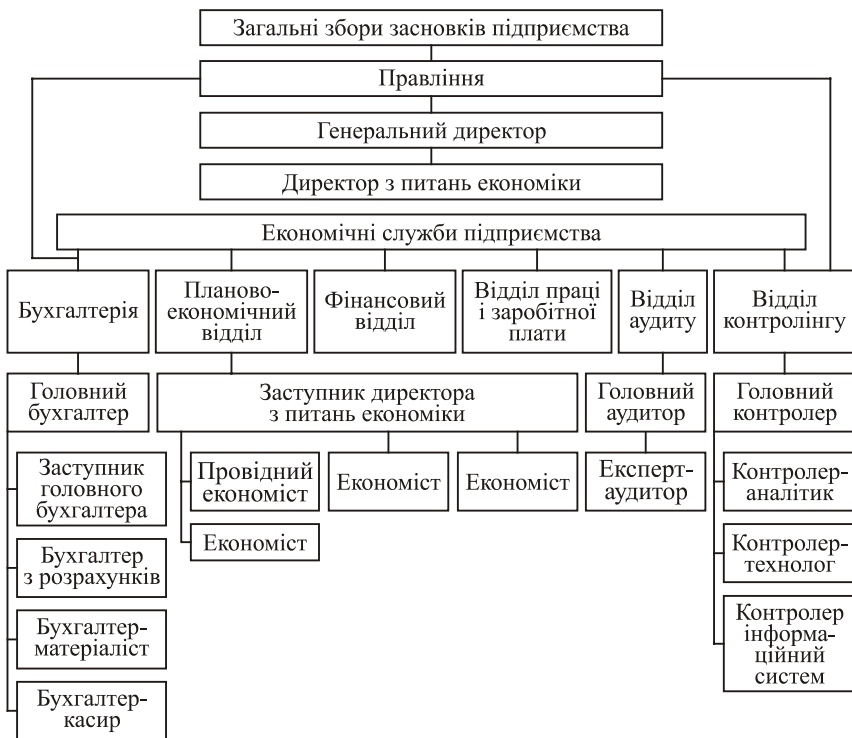 Загальні збори засновків підприємства
Правління
Генеральний директор
Директор з питань економіки
Економічні служби підприємства
Бухгалтерія
Планово-
економічний
відділ
Фінансовий
відділ
Відділ праці
і заробітної
плати
Відділ
аудиту
Відділ
контролінгу
Головний
бухгалтер
Заступник директора
з питань економіки
Головний
аудитор
Головний
контролер
Заступник
головного
бухгалтера
Провідний
економіст
Економіст
Економіст
Експерт-
аудитор
Контролер-
аналітик
Бухгалтер
з розрахунків
Економіст
Контролер-
технолог
Бухгалтер-
матеріаліст
Контролер
інформа-
ційний
систем
Бухгалтер-
касир